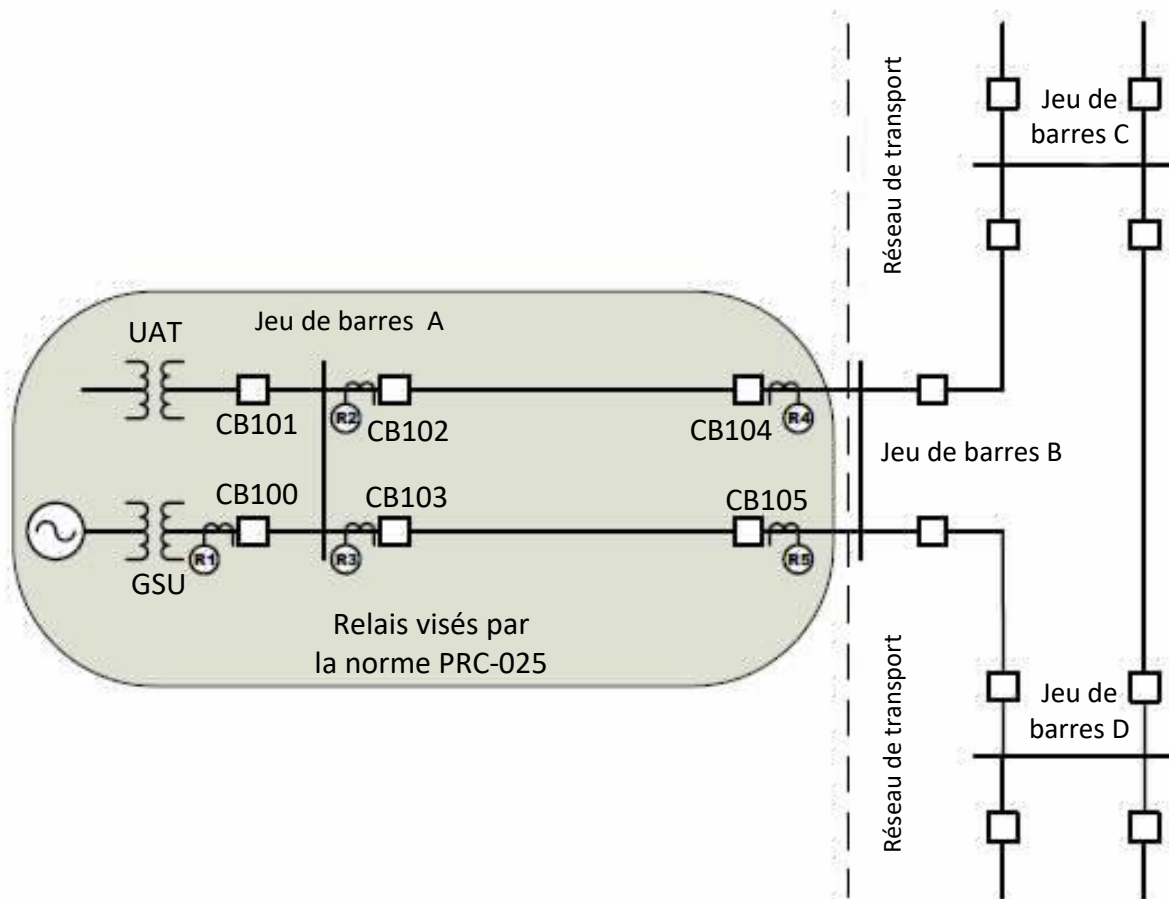 Réseau de transport
Jeu de
barres C
UAT
Jeu de barres  A
CB101
R2
CB102
CB104
R4
Jeu de barres B
CB100
CB103
CB105
R1
R3
R5
GSU
Relais visés par
la norme PRC-025
Réseau de transport
Jeu de
barres D